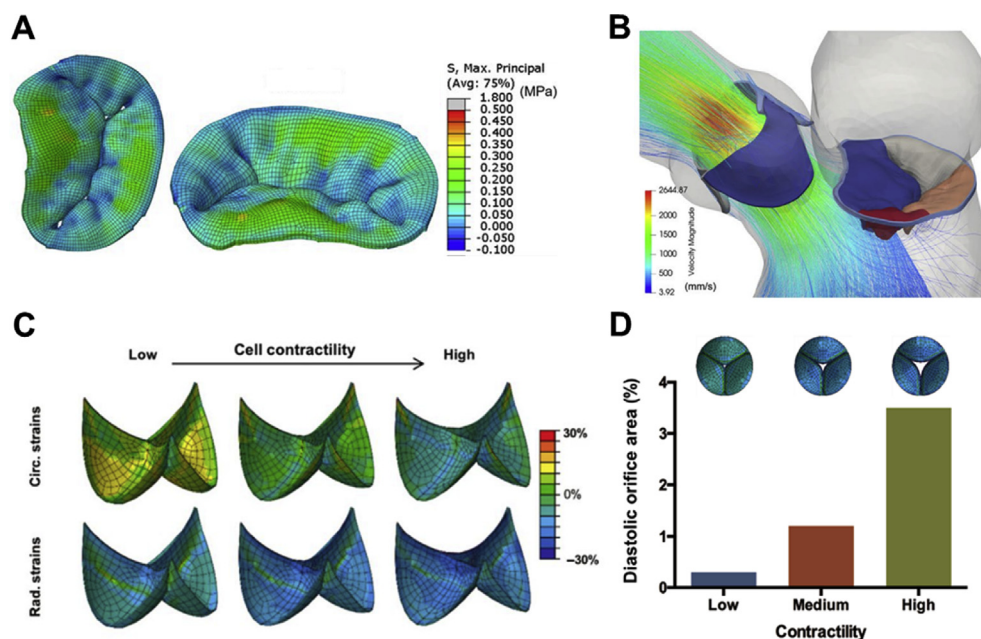 A
S, Max. Principal
(Avg: 75%) (MPa)
1.800
0.500
0.450
0.400
0.350
0.300
0.250
0.200
0.150
0.100
0.050
0.000
-0.050
-0.100
B
2644.87
2000
1500
1000
500
3.92
Velocity Magnitude
(mm/s)
C
Cell contractility
Low
High
Circ. strains
Rad. strains
30%
0%
–30%
D
Diastolic orifice area (%)
4
3
2
1
0
Low Medium High
Contractility